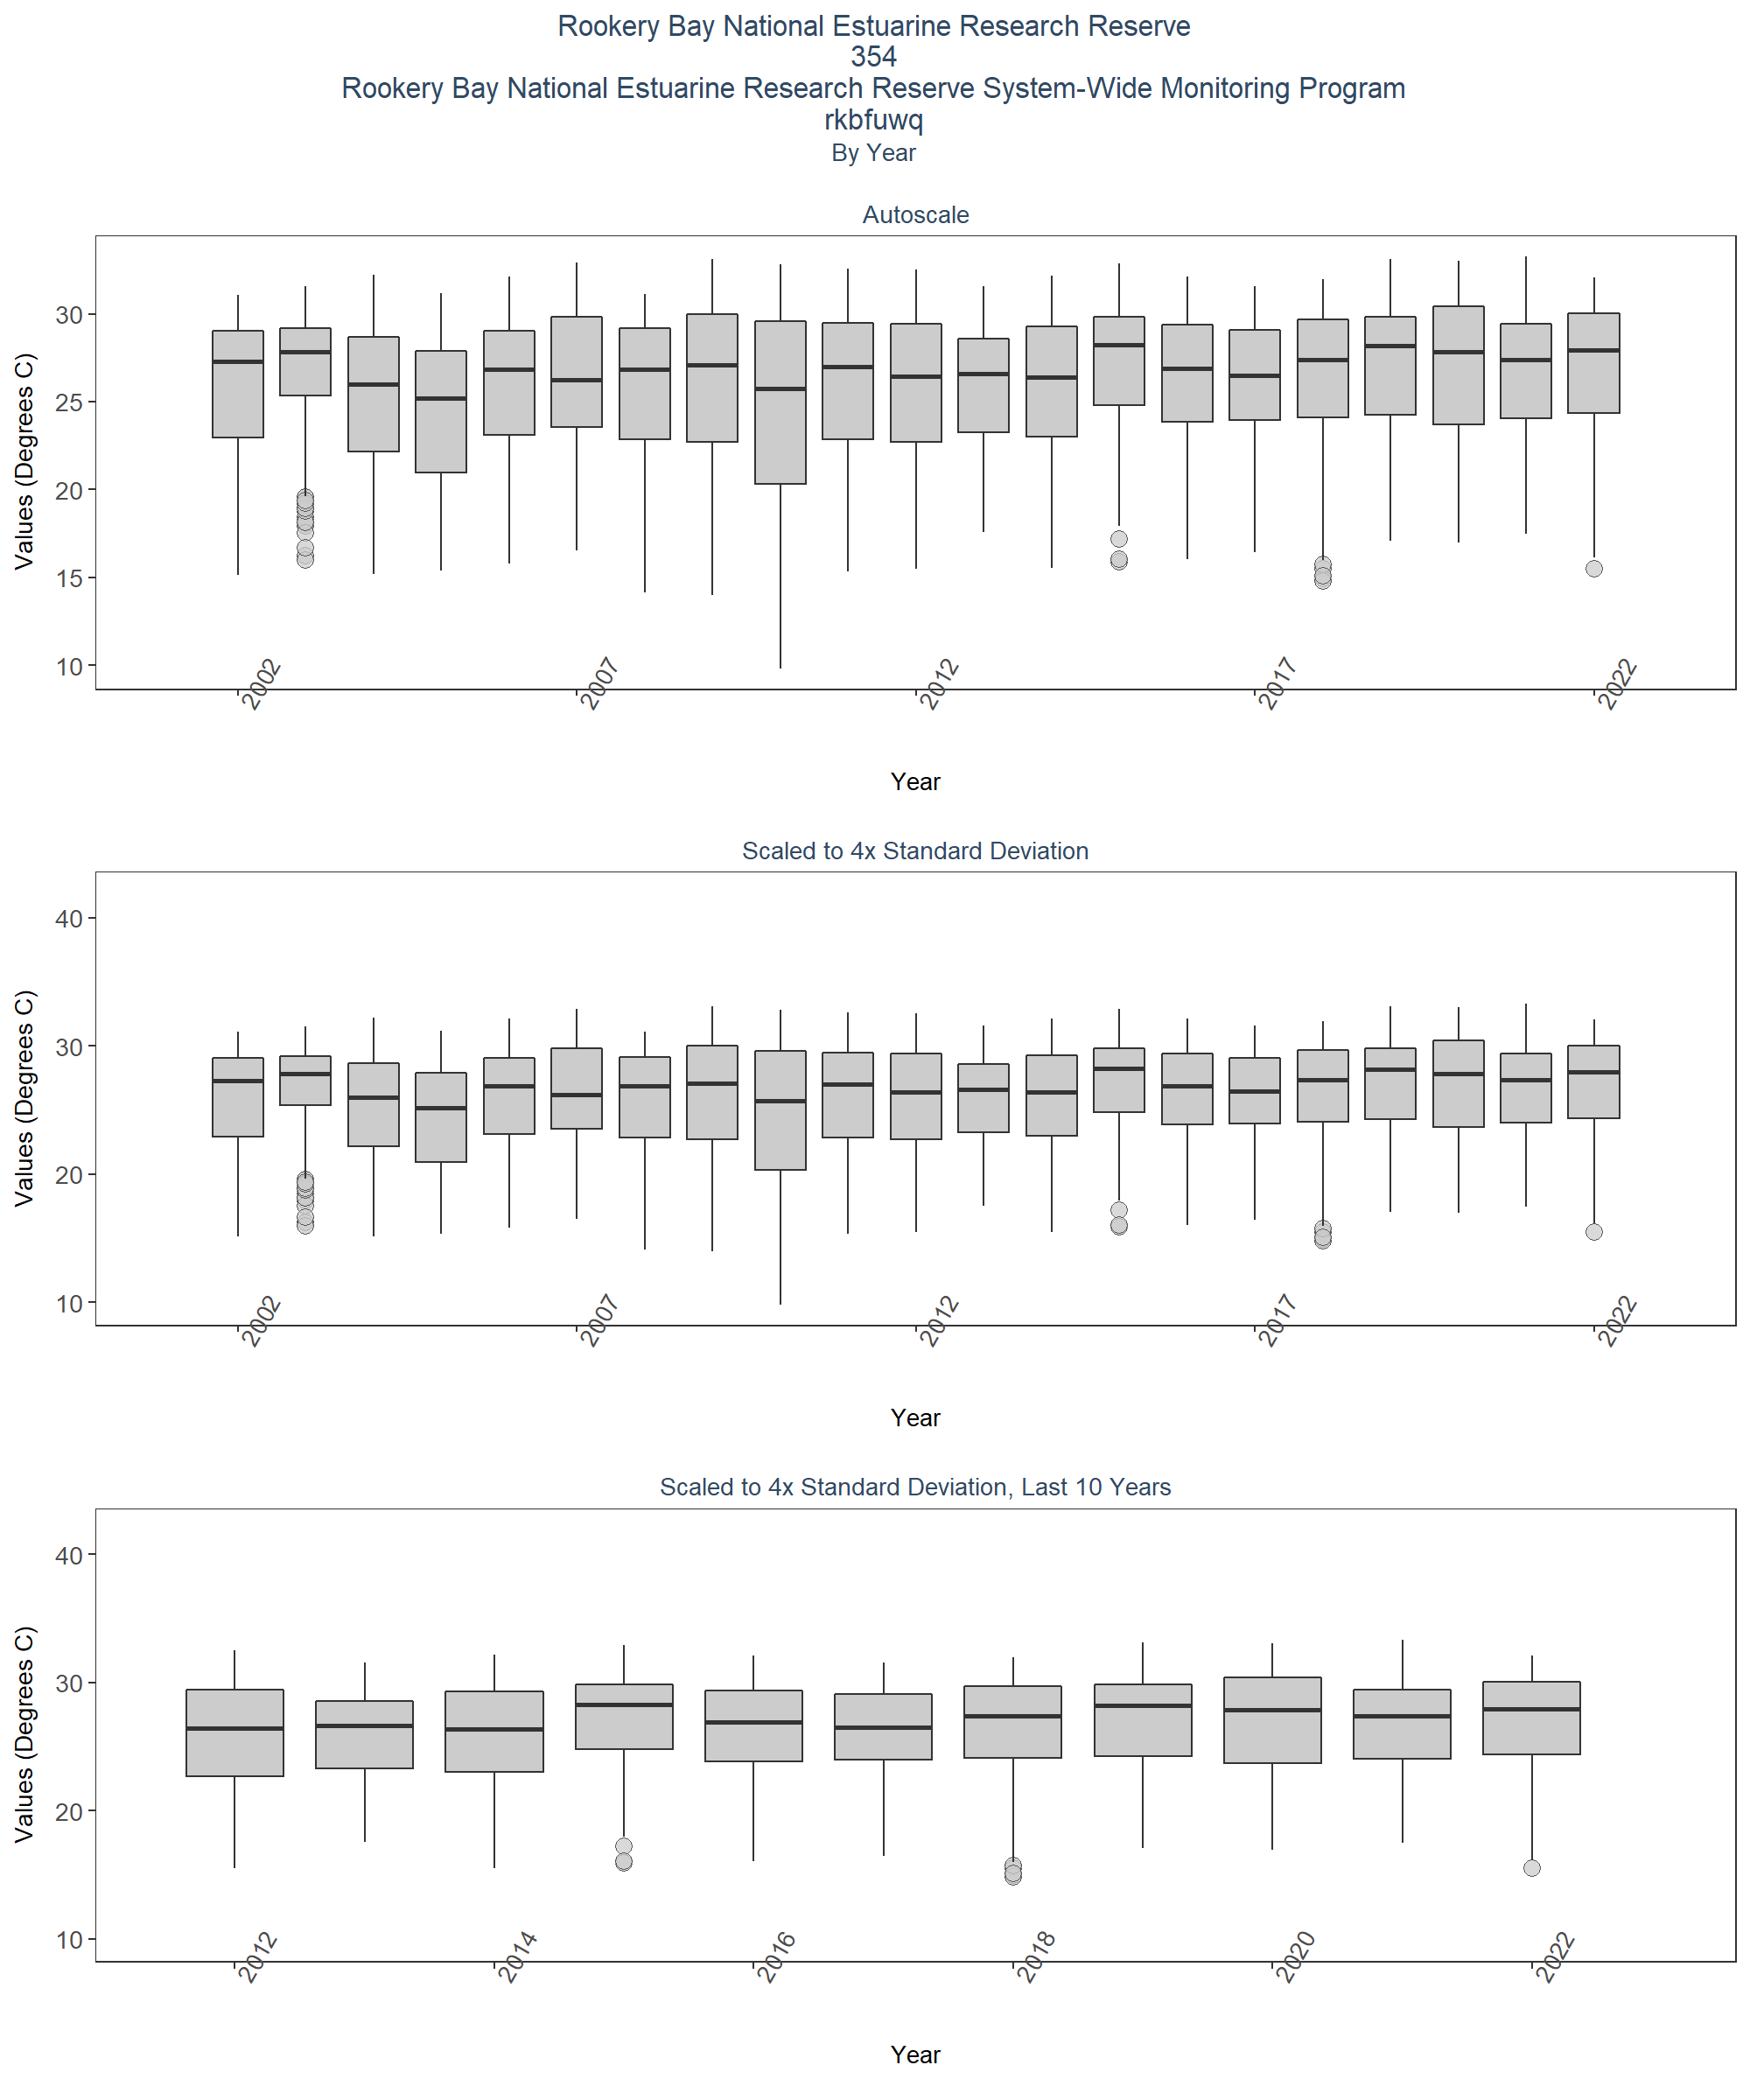 Rookery Bay National Estuarine Research Reserve
354
Rookery Bay National Estuarine Research Reserve System-Wide Monitoring Program
rkbfuwq
By Year
Autoscale
Values (Degrees C)
30
25
20
15
10
2002 2007 2012 2017 2022
Year
Scaled to 4x Standard Deviation
Values (Degrees C)
40
30
20
10
2002 2007 2012 2017 2022
Year
Scaled to 4x Standard Deviation, Last 10 Years
Values (Degrees C)
40
30
20
10
2012 2014 2016 2018 2020 2022
Year